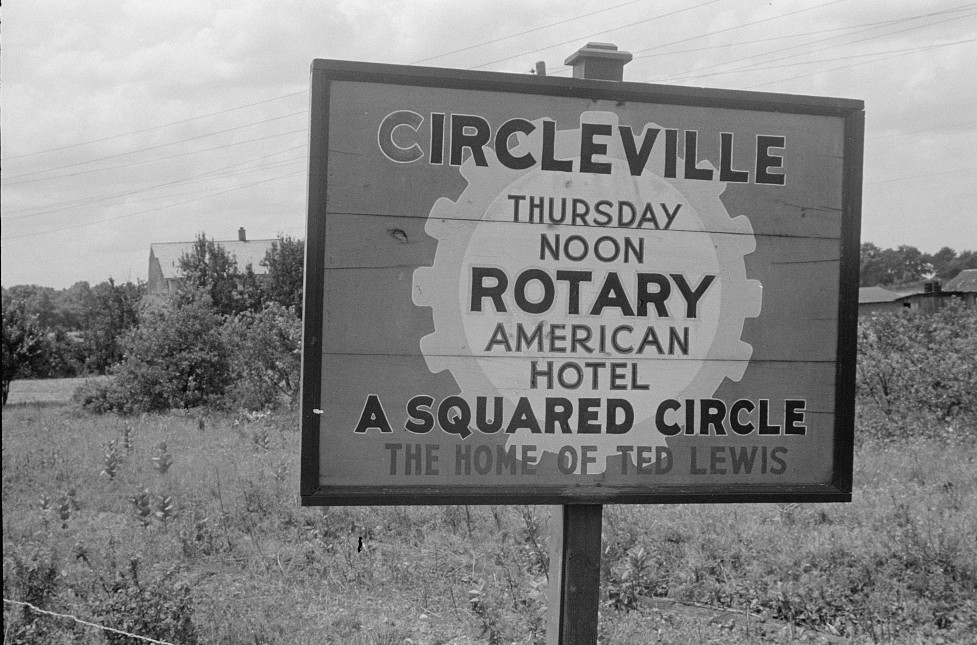 CIRCLEVILLE
THURSDAY
NOON
ROTARY
AMERICAN
HOTEL
A SQUARED CIRCLE
THE HOME OF TED LEWIS